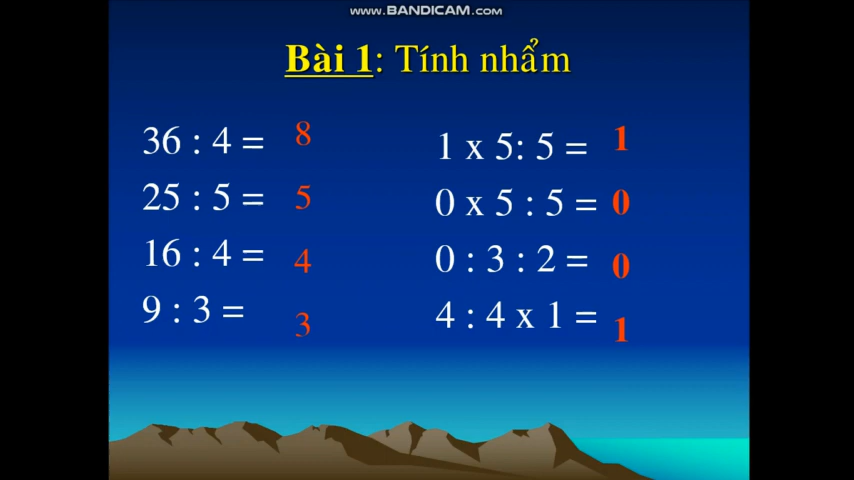 WWW.BANDICAM.COM
Bài 1: Tính nhẩm
36 : 4 = 8
25 : 5 = 5
16 : 4 = 4
9 : 3 = 3
1 x 5: 5 = 1
0 x 5 : 5 = 0
0 : 3 : 2 = 0
4 : 4 x 1 = 1